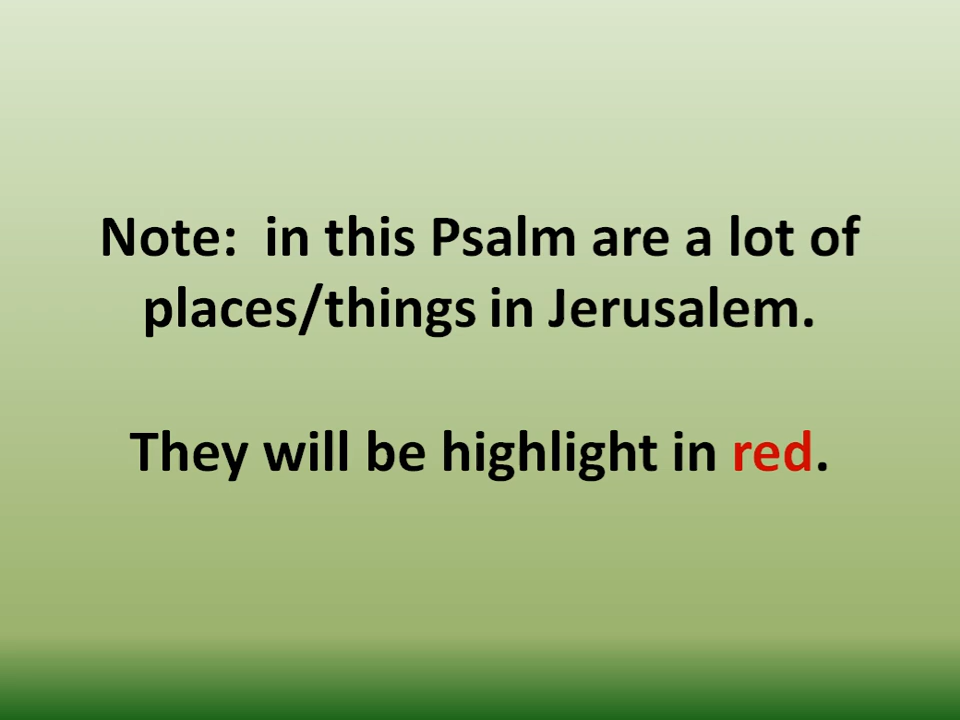 Note:  in this Psalm are a lot of
places/things in Jerusalem.
They will be highlight in red.